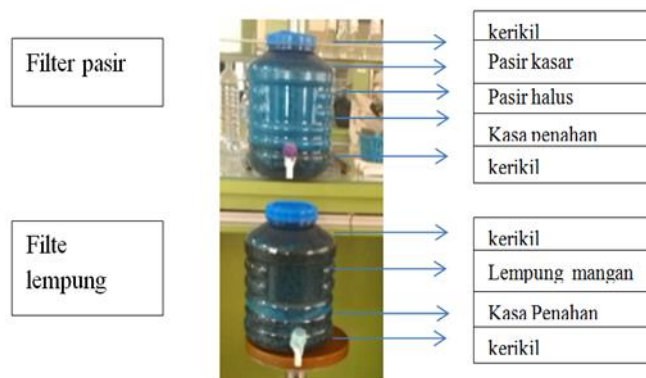 Filter pasir
kerikil
Pasir kasar
Pasir halus
Kasa penahan
kerikil
Filte
lempung
kerikil
Lempung mangan
Kasa Penahan
kerikil